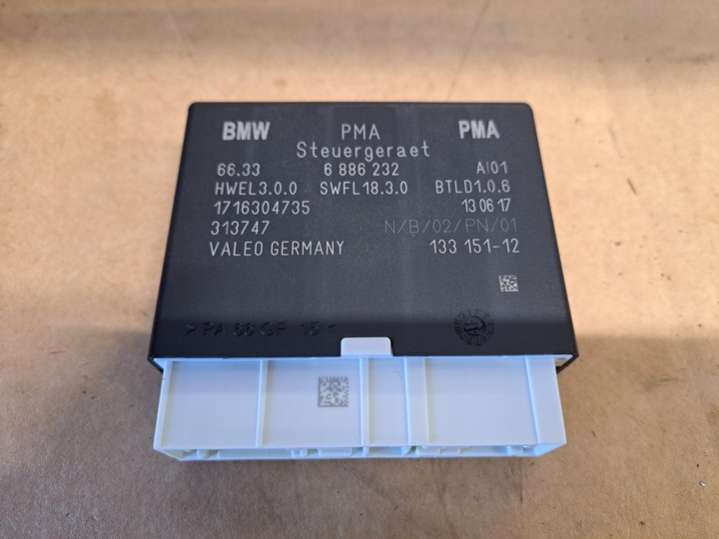 BMW PMA PMA
Steuergeraet
66.33 6 886 232 AI01
HWEL3.0.0 SWFL18.3.0 BTLD1.0.6
1716304735 13 06 17
313747 N/B/02/PN/01
VALEO GERMANY 133 151-12